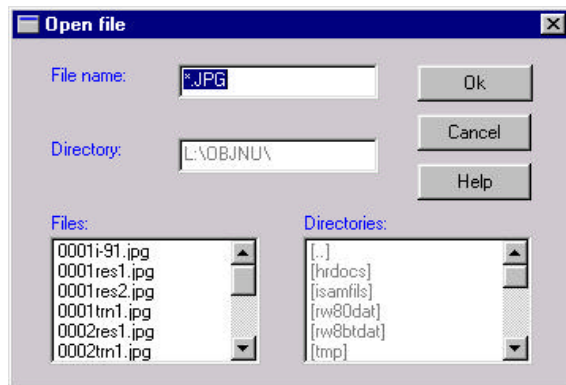 Open file
File name:
*.JPG
Ok
Cancel
Directory:
L:\OBJNU\
Help
Files:
0001i-91.jpg
0001res1.jpg
0001res2.jpg
0001trn1.jpg
0002res1.jpg
0002trn1.jpg
Directories:
[..]
[hrdocs]
[isamfils]
[rw80dat]
[rw8btdat]
[tmp]